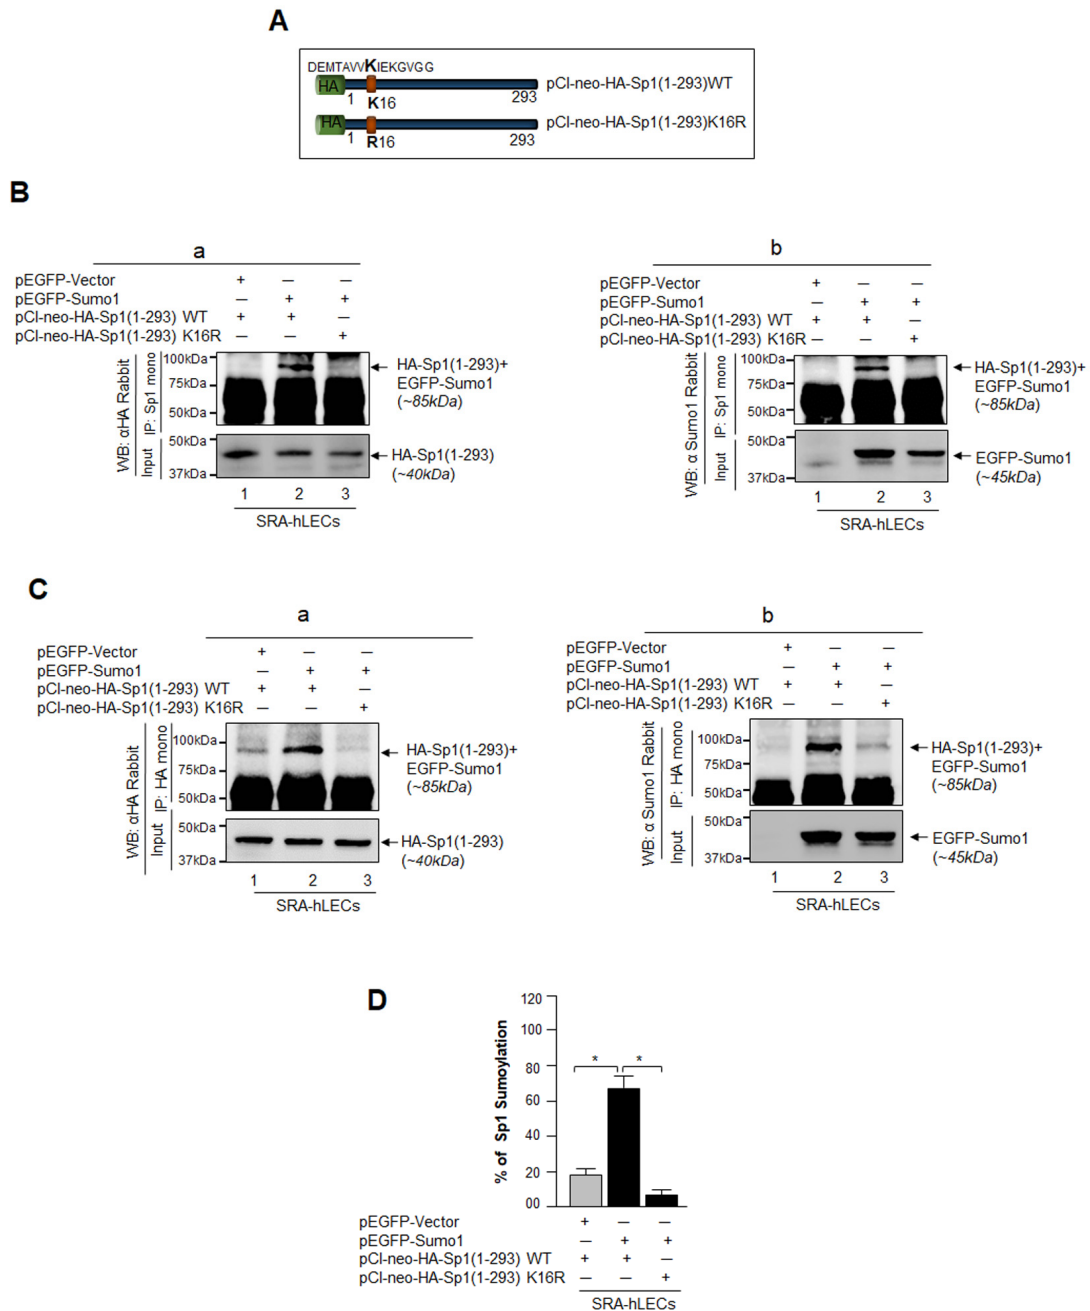 A
DEMTAVVKIEKGVGG
HA 1 K16 293 pCI-neo-HA-Sp1(1-293)WT
HA 1 R16 293 pCI-neo-HA-Sp1(1-293)K16R
B
a
pEGFP-Vector + — —
pEGFP-Sumo1 — + +
pCI-neo-HA-Sp1(1-293) WT + + —
pCI-neo-HA-Sp1(1-293) K16R — — +
WB: αHA Rabbit
IP: Sp1 mono
Input
100kDa
75kDa
50kDa
50kDa
37kDa
HA-Sp1(1-293)+
EGFP-Sumo1
(~85kDa)
HA-Sp1(1-293)
(~40kDa)
1 2 3
SRA-hLECs
b
pEGFP-Vector + — —
pEGFP-Sumo1 — + +
pCI-neo-HA-Sp1(1-293) WT + + —
pCI-neo-HA-Sp1(1-293) K16R — — +
WB: α Sumo1 Rabbit
IP: Sp1 mono
Input
100kDa
75kDa
50kDa
50kDa
37kDa
HA-Sp1(1-293)+
EGFP-Sumo1
(~85kDa)
EGFP-Sumo1
(~45kDa)
1 2 3
SRA-hLECs
C
a
pEGFP-Vector + — —
pEGFP-Sumo1 — + +
pCI-neo-HA-Sp1(1-293) WT + + —
pCI-neo-HA-Sp1(1-293) K16R — — +
WB: αHA Rabbit
IP: HA mono
Input
100kDa
75kDa
50kDa
50kDa
37kDa
HA-Sp1(1-293)+
EGFP-Sumo1
(~85kDa)
HA-Sp1(1-293)
(~40kDa)
1 2 3
SRA-hLECs
b
pEGFP-Vector + — —
pEGFP-Sumo1 — + +
pCI-neo-HA-Sp1(1-293) WT + + —
pCI-neo-HA-Sp1(1-293) K16R — — +
WB: α Sumo1 Rabbit
IP: HA mono
Input
100kDa
75kDa
50kDa
50kDa
37kDa
HA-Sp1(1-293)+
EGFP-Sumo1
(~85kDa)
EGFP-Sumo1
(~45kDa)
1 2 3
SRA-hLECs
D
% of Sp1 Sumoylation
120
100
80
60
40
20
00
* *
pEGFP-Vector + — —
pEGFP-Sumo1 — + +
pCI-neo-HA-Sp1(1-293) WT + + —
pCI-neo-HA-Sp1(1-293) K16R — — +
SRA-hLECs